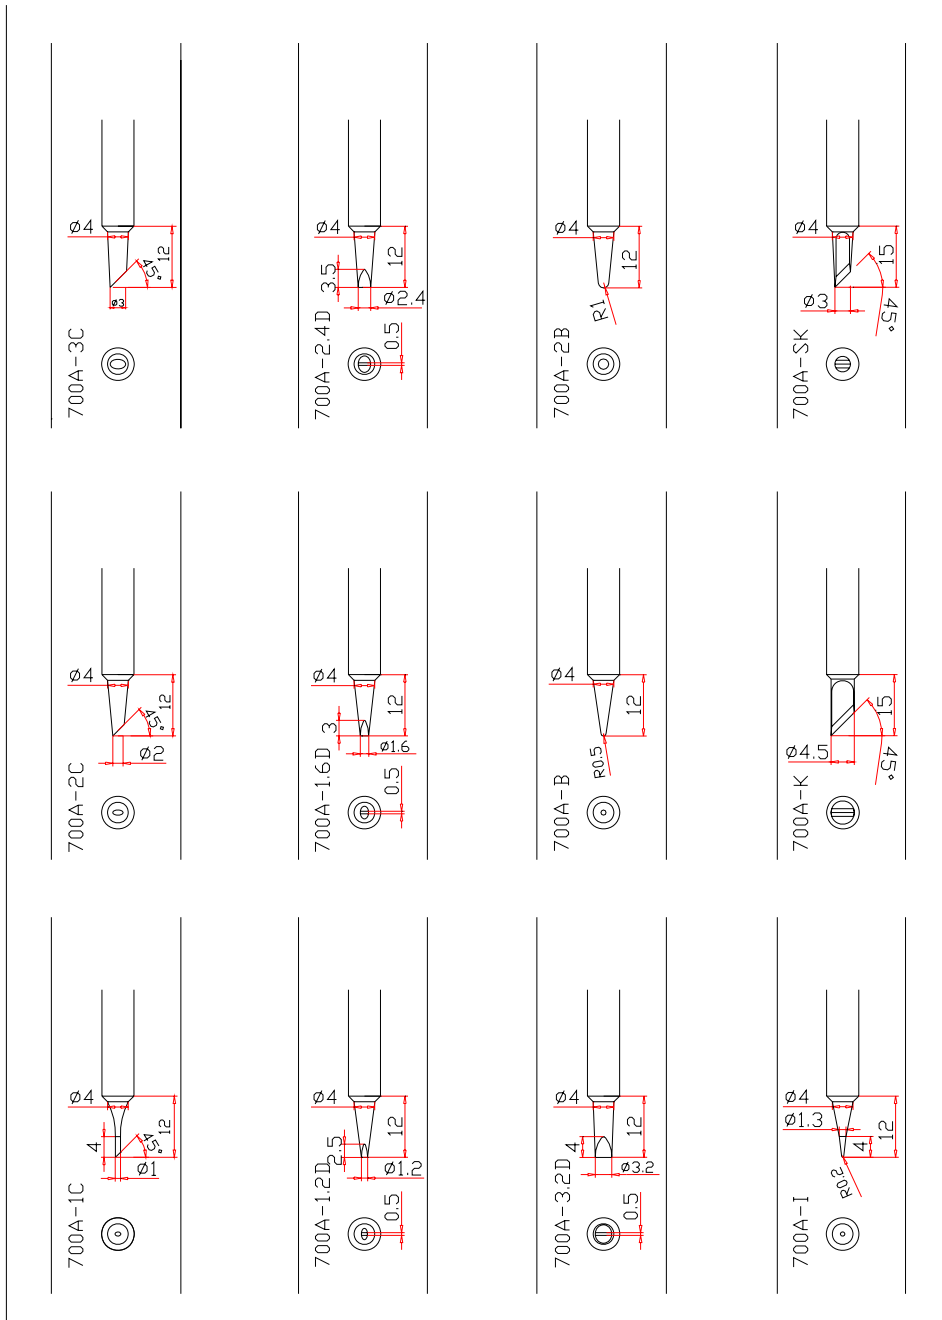 700A-3C
Ø4
12
45°
Ø3
700A-2.4D
Ø4
12
3.5
Ø2.4
0.5
700A-2B
Ø4
12
R1
700A-SK
Ø4
15
Ø3
45°
700A-2C
Ø4
12
45°
Ø2
700A-1.6D
Ø4
12
3
Ø1.6
0.5
700A-B
Ø4
12
R0.5
700A-K
15
Ø4.5
45°
700A-1C
Ø4
12
4
45°
Ø1
700A-1.2D
Ø4
12
2.5
Ø1.2
0.5
700A-3.2D
Ø4
12
4
Ø3.2
0.5
700A-I
Ø4
Ø1.3
12
4
R0.2